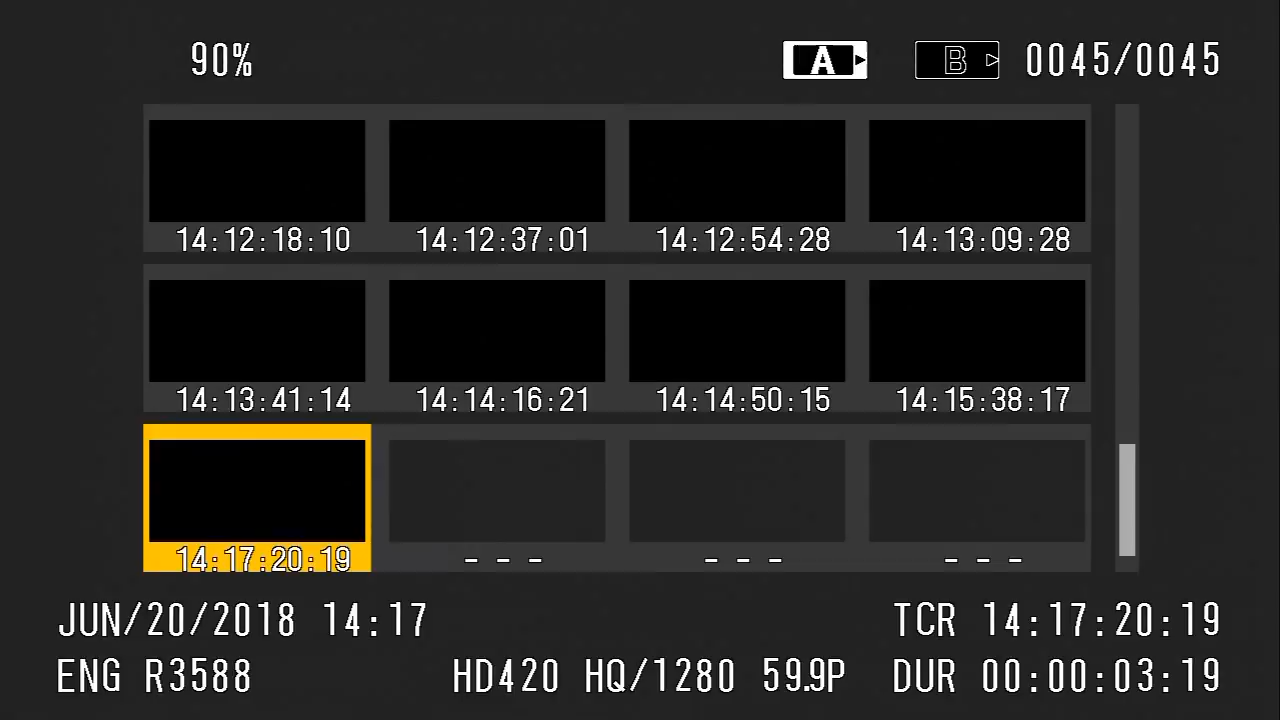 90% A B 0045/0045
14:12:18:10 14:12:37:01 14:12:54:28 14:13:09:28
14:13:41:14 14:14:16:21 14:14:50:15 14:15:38:17
14:17:20:19 - - - - - - - - -
JUN/20/2018 14:17 TCR 14:17:20:19
ENG R3588 HD420 HQ/1280 59.9P DUR 00:00:03:19